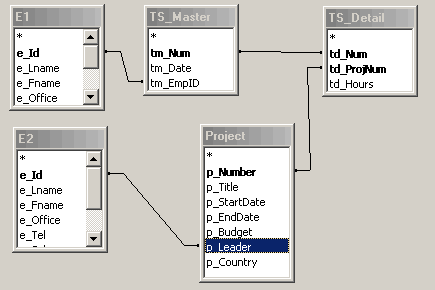 E1
*
e_Id
e_Lname
e_Fname
e_Office
TS_Master
*
tm_Num
tm_Date
tm_EmpID
TS_Detail
*
td_Num
td_ProjNum
td_Hours
E2
*
e_Id
e_Lname
e_Fname
e_Office
e_Tel
Project
*
p_Number
p_Title
p_StartDate
p_EndDate
p_Budget
p_Leader
p_Country